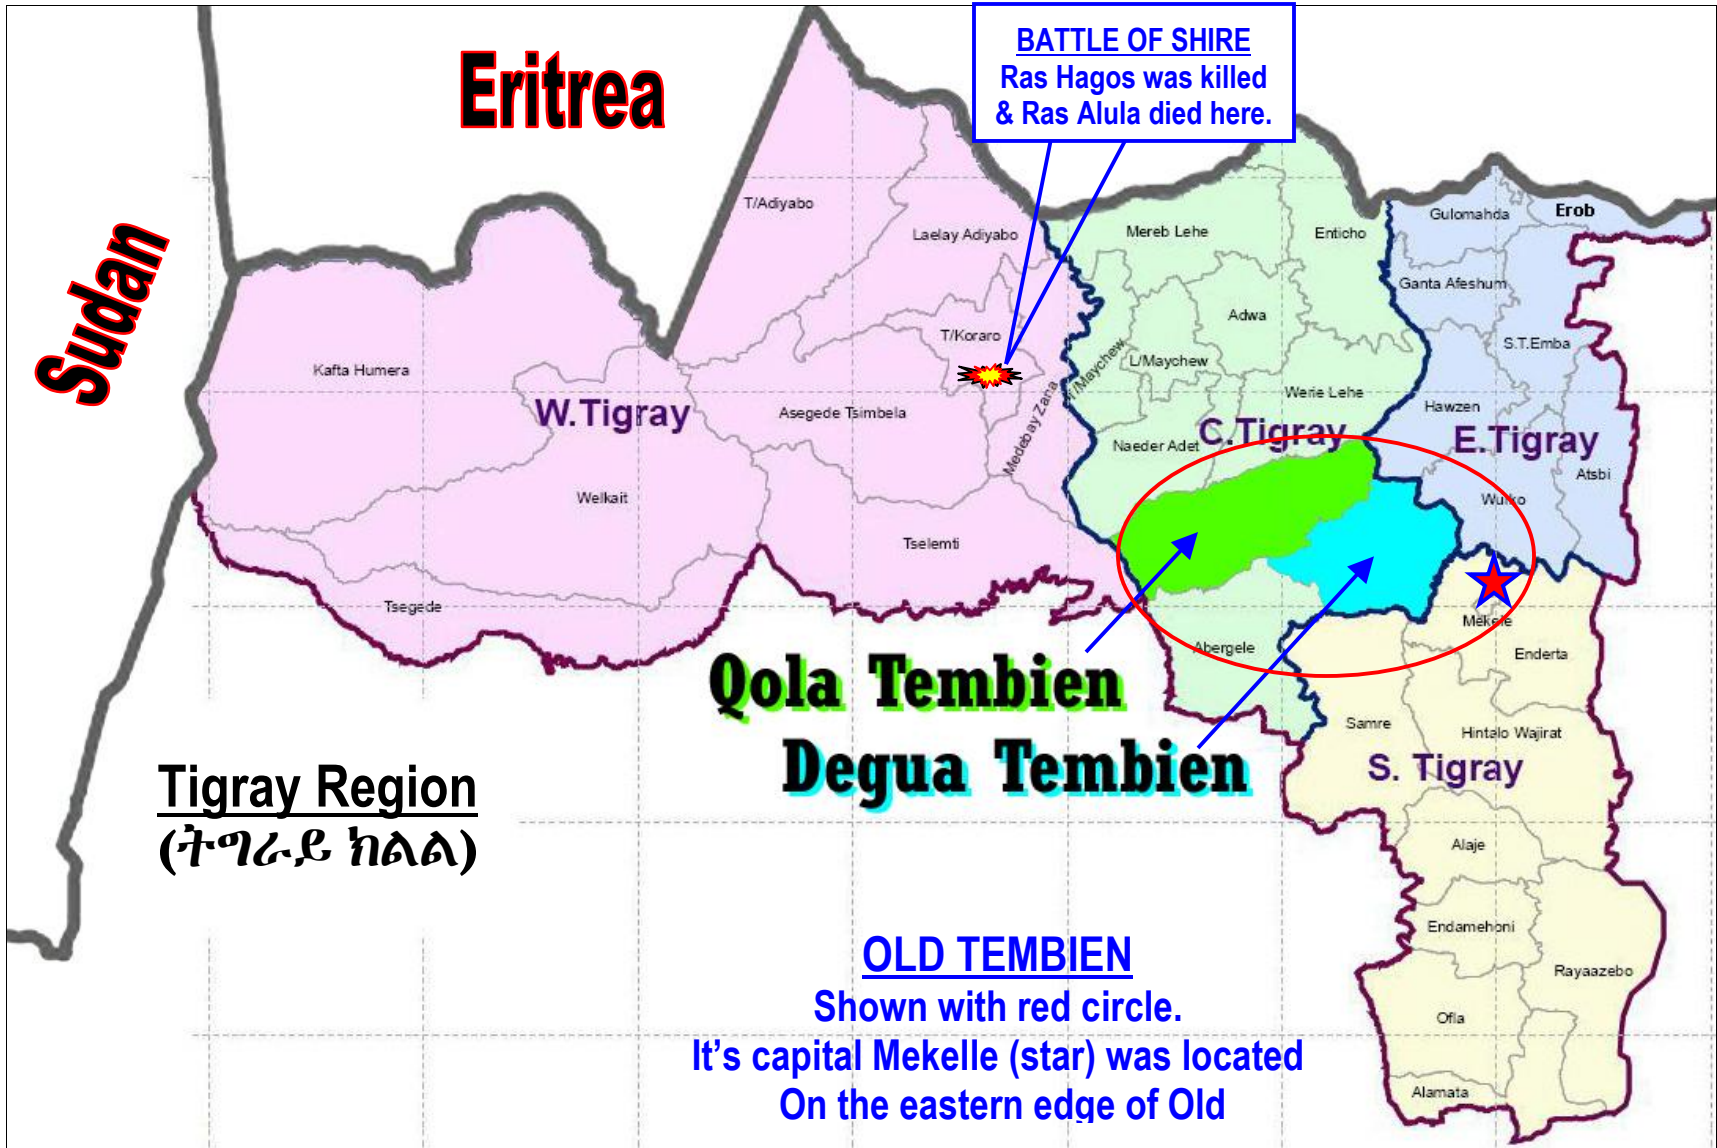 BATTLE OF SHIRE
Ras Hagos was killed
& Ras Alula died here.
Eritrea
Sudan
T/Adiyabo
Laelay Adiyabo
Mereb Lehe
Enticho
Gulomahda
Erob
Ganta Afeshum
Adwa
T/Koraro
S.T.Emba
L/Maychew
T/Maychew
Kafta Humera
W.Tigray
Asegede Tsimbela
Medebay Zana
Werie Lehe
Hawzen
C.Tigray
E.Tigray
Naeder Adet
Atsbi
Welkait
Wulko
Tselemti
Tsegede
Mekele
Abergele
Enderta
Qola Tembien
Samre
Hintalo Wajirat
Degua Tembien
S. Tigray
Tigray Region
(ትግራይ ክልል)
Alaje
Endamehoni
Rayaazebo
Ofla
Alamata
OLD TEMBIEN
Shown with red circle.
It’s capital Mekelle (star) was located
On the eastern edge of Old